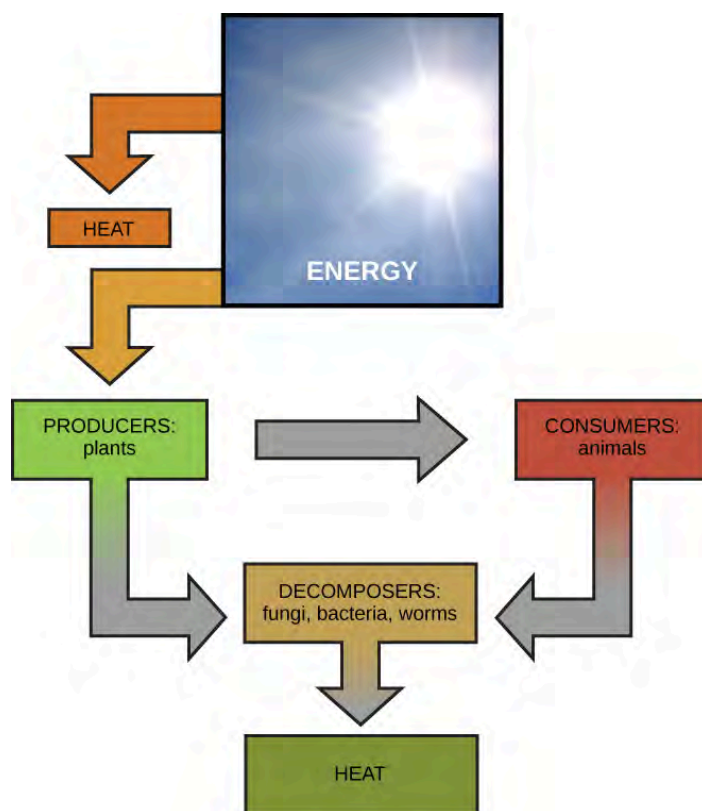 ENERGY
HEAT
PRODUCERS:
plants
CONSUMERS:
animals
DECOMPOSERS:
fungi, bacteria, worms
HEAT